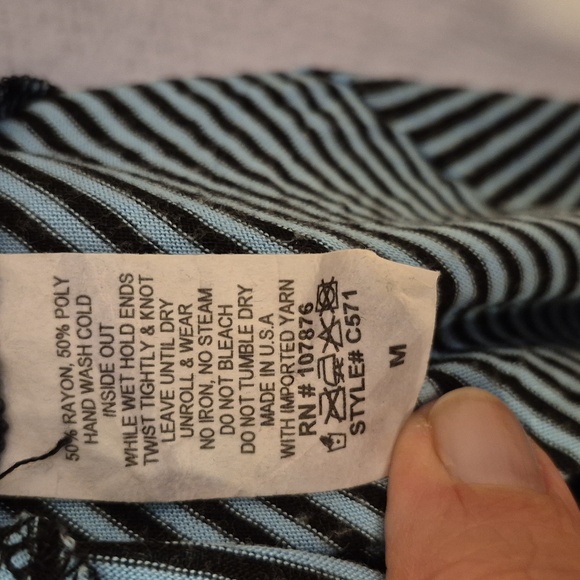 50% RAYON, 50% POLY
HAND WASH COLD
INSIDE OUT
WHILE WET HOLD ENDS
TWIST TIGHTLY & KNOT
LEAVE UNTIL DRY
UNROLL & WEAR
NO IRON, NO STEAM
DO NOT BLEACH
DO NOT TUMBLE DRY
MADE IN U.S.A
WITH IMPORTED YARN
RN # 107876
STYLE# C571
M